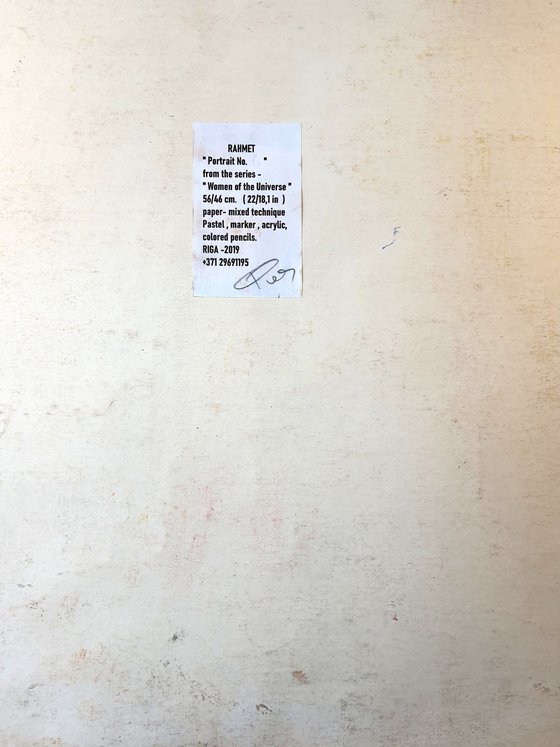 RAHMET
" Portrait No. "
from the series -
" Women of the Universe "
56/46 cm. ( 22/18,1 in )
paper- mixed technique
Pastel , marker , acrylic,
colored pencils.
RIGA -2019
+371 29691195